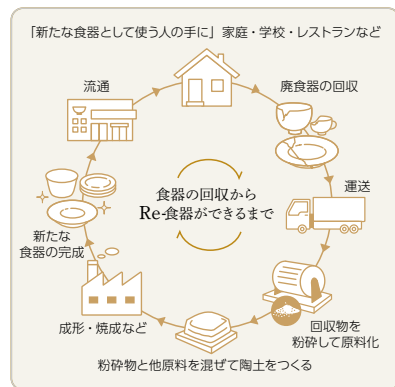 「新たな食器として使う人の手に」家庭・学校・レストランなど
流通
廃食器の回収
食器の回収から
Re-食器ができるまで
運送
新たな
食器の完成
回収物を
粉砕して原料化
成形・焼成など
粉砕物と他原料を混ぜて陶土をつくる